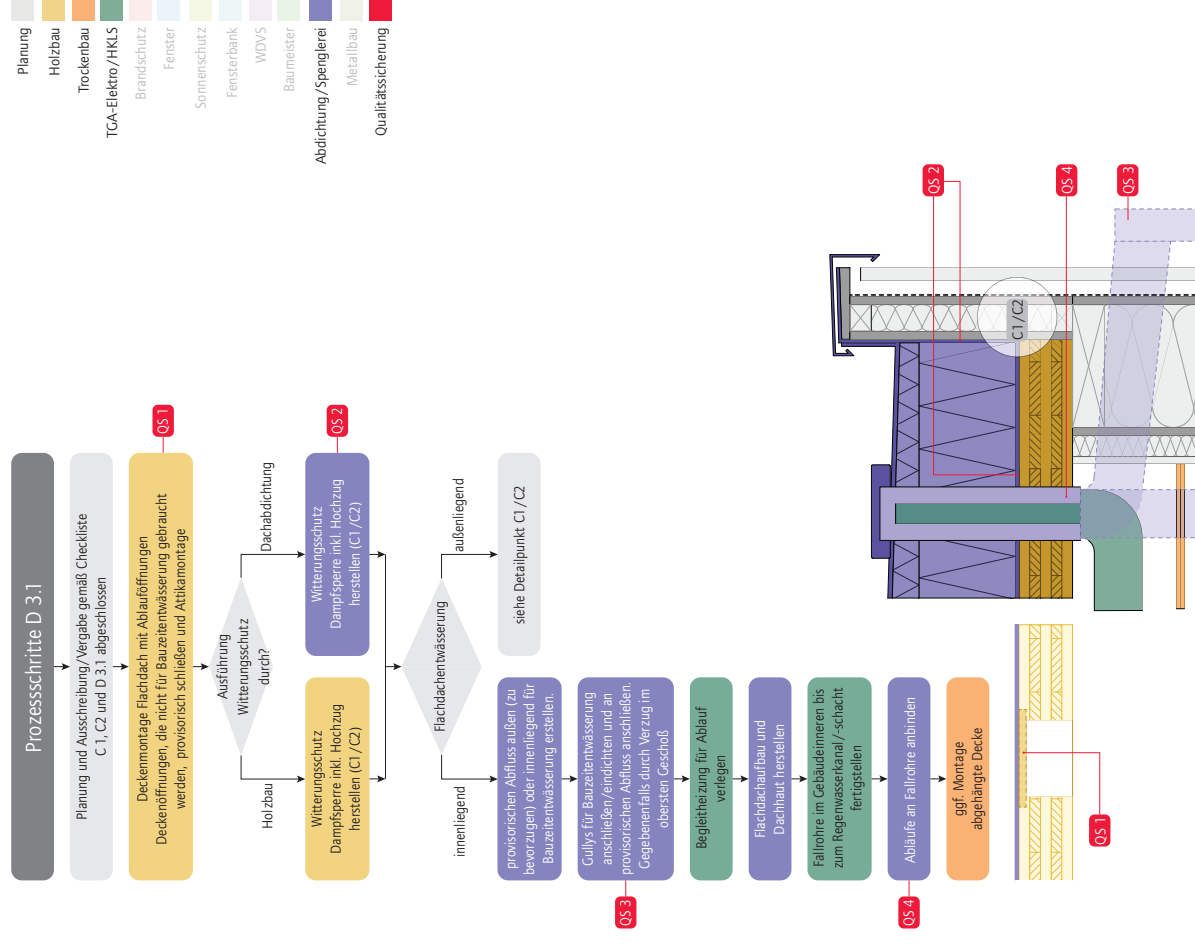 Prozessschritte D 3.1
Planung und Ausschreibung/Vergabe gemäß Checkliste
C 1, C2 und D 3.1 abgeschlossen
Deckenmontage Flachdach mit Ablauföffnungen
Deckenöffnungen, die nicht für Bauzeitentwässerung gebraucht
werden, provisorisch schließen und Attikamontage
QS 1
Ausführung
Witterungsschutz
durch?
Holzbau
Dachabdichtung
Witterungsschutz
Dampfsperre inkl. Hochzug
herstellen (C1/C2)
Witterungsschutz
Dampfsperre inkl. Hochzug
herstellen (C1/C2)
QS 2
Flachdachentwässerung
innenliegend
außenliegend
siehe Detailpunkt C1/C2
provisorischen Abfluss außen (zu
bevorzugen) oder innenliegend für
Bauzeitentwässerung erstellen.
Gullys für Bauzeitentwässerung
anschließen/eindichten und an
provisorischen Abfluss anschließen.
Gegebenenfalls durch Verzug im
obersten Geschoß
QS 3
Begleitheizung für Ablauf
verlegen
Flachdachaufbau und
Dachhaut herstellen
Fallrohre im Gebäudeinneren bis
zum Regenwasserkanal/-schacht
fertigstellen
Abläufe an Fallrohre anbinden
QS 4
ggf. Montage
abgehängte Decke
QS 1
C1/C2
QS 2
QS 4
QS 3
Planung
Holzbau
Trockenbau
TGA-Elektro/HKLS
Brandschutz
Fenster
Sonnenschutz
Fensterbank
WDVS
Baumeister
Abdichtung/Spenglerei
Metallbau
Qualitätssicherung